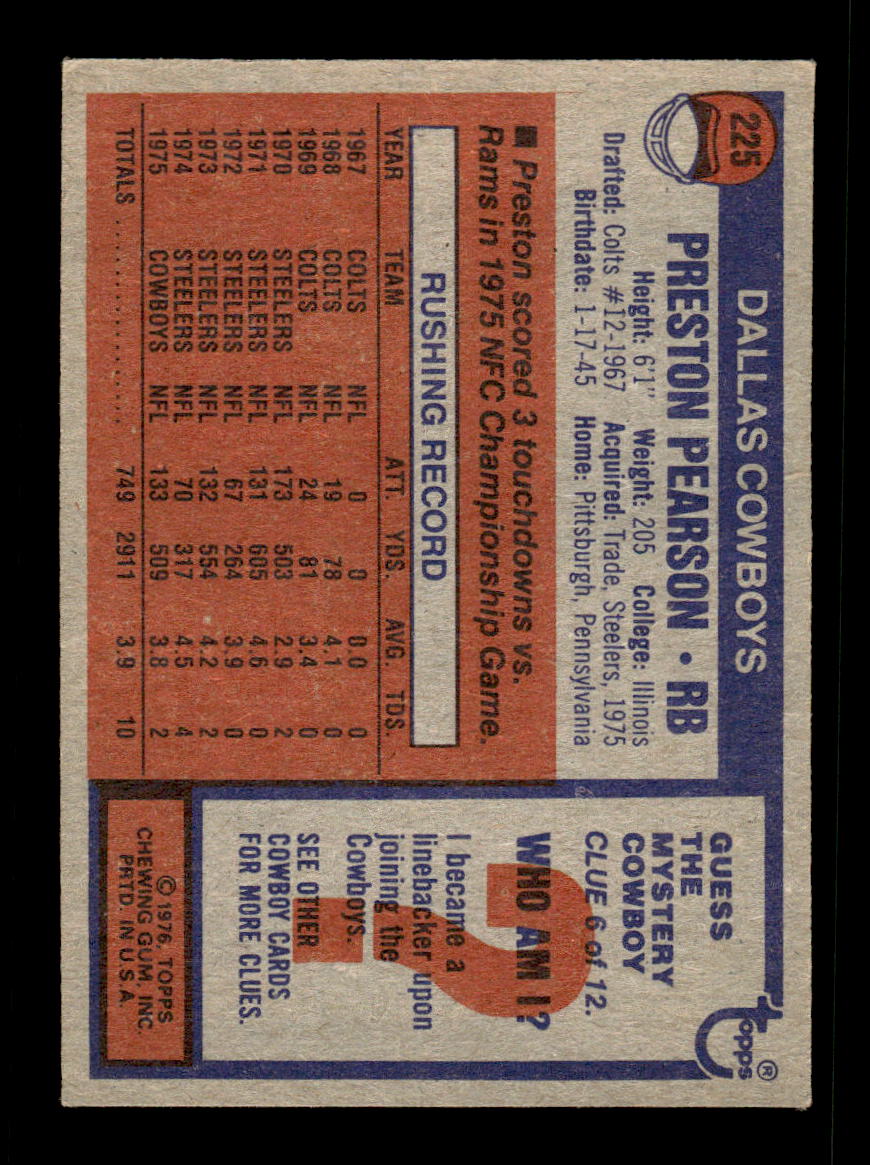 225
DALLAS COWBOYS
PRESTON PEARSON • RB
Height: 6'1" Weight: 205 College: Illinois
Drafted: Colts #12-1967 Acquired: Trade, Steelers, 1975
Birthdate: 1-17-45 Home: Pittsburgh, Pennsylvania
■ Preston scored 3 touchdowns vs.
Rams in 1975 NFC Championship Game.
RUSHING RECORD
YEAR TEAM ATT. YDS. AVG. TDS.
1967 COLTS NFL 0 0 0.0 0
1968 COLTS NFL 19 78 4.1 0
1969 COLTS NFL 24 81 3.4 0
1970 STEELERS NFL 173 503 2.9 2
1971 STEELERS NFL 131 605 4.6 0
1972 STEELERS NFL 67 264 3.9 0
1973 STEELERS NFL 132 554 4.2 2
1974 STEELERS NFL 70 317 4.5 4
1975 COWBOYS NFL 133 509 3.8 2
TOTALS .................... 749 2911 3.9 10
Topps®
GUESS
THE
MYSTERY
COWBOY
CLUE 6 of 12.
WHO AM I?
?
I became a
linebacker upon
joining the
Cowboys.
SEE OTHER
COWBOY CARDS
FOR MORE CLUES.
© 1976, TOPPS
CHEWING GUM, INC.
PRTD. IN U.S.A.